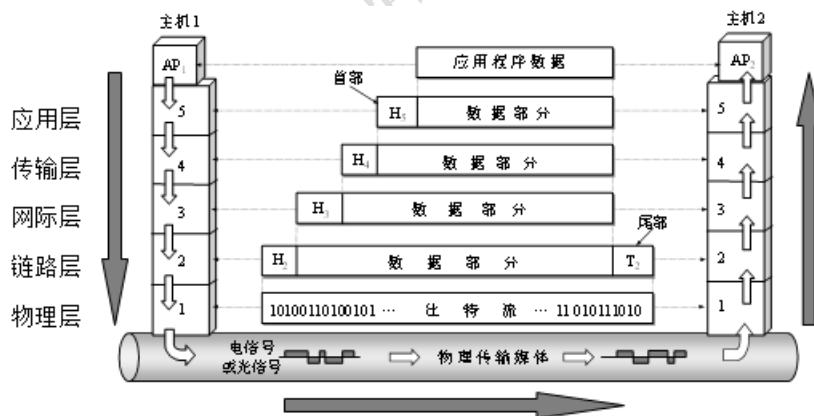 主机1
主机2
AP₁
应用程序数据
AP₂
首部
应用层
5
H₅
数据部分
5
传输层
4
H₄
数据部分
4
网际层
3
H₃
数据部分
3
尾部
链路层
2
H₂
数据部分
T₂
2
物理层
1
10100110100101 … 比特流 … 110101110​10
1
电信号
或光信号
物理传输媒体